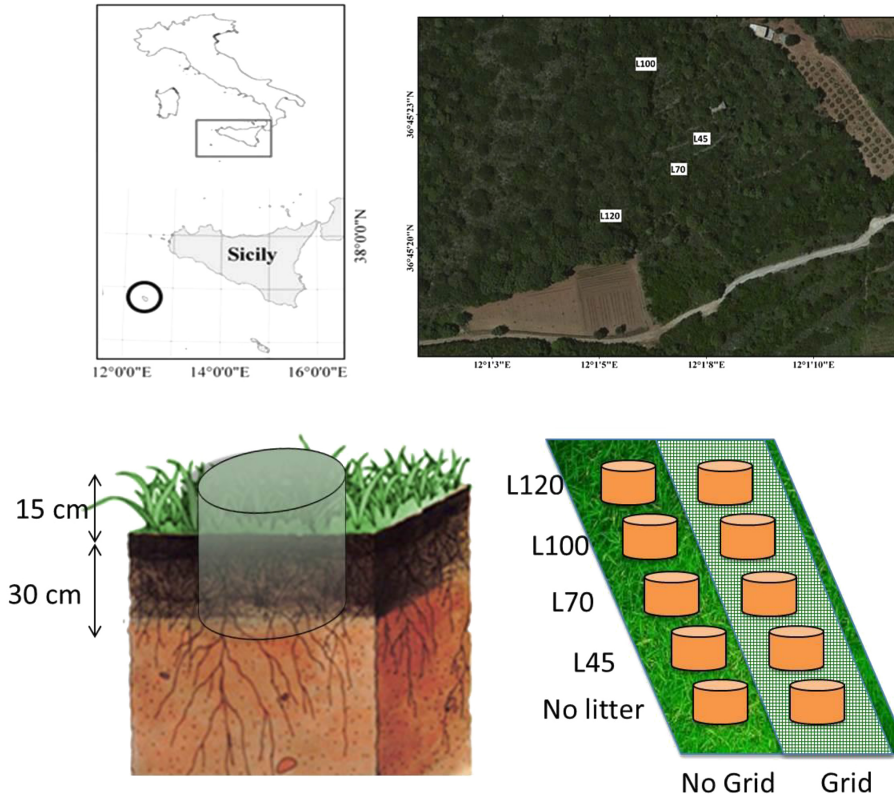 Sicily
38°0'0"N
12°0'0"E 14°0'0"E 16°0'0"E
L100
L45
L70
L120
36°45'23"N
36°45'20"N
12°1'3"E 12°1'5"E 12°1'8"E 12°1'10"E
15 cm
30 cm
L120
L100
L70
L45
No litter
No Grid Grid